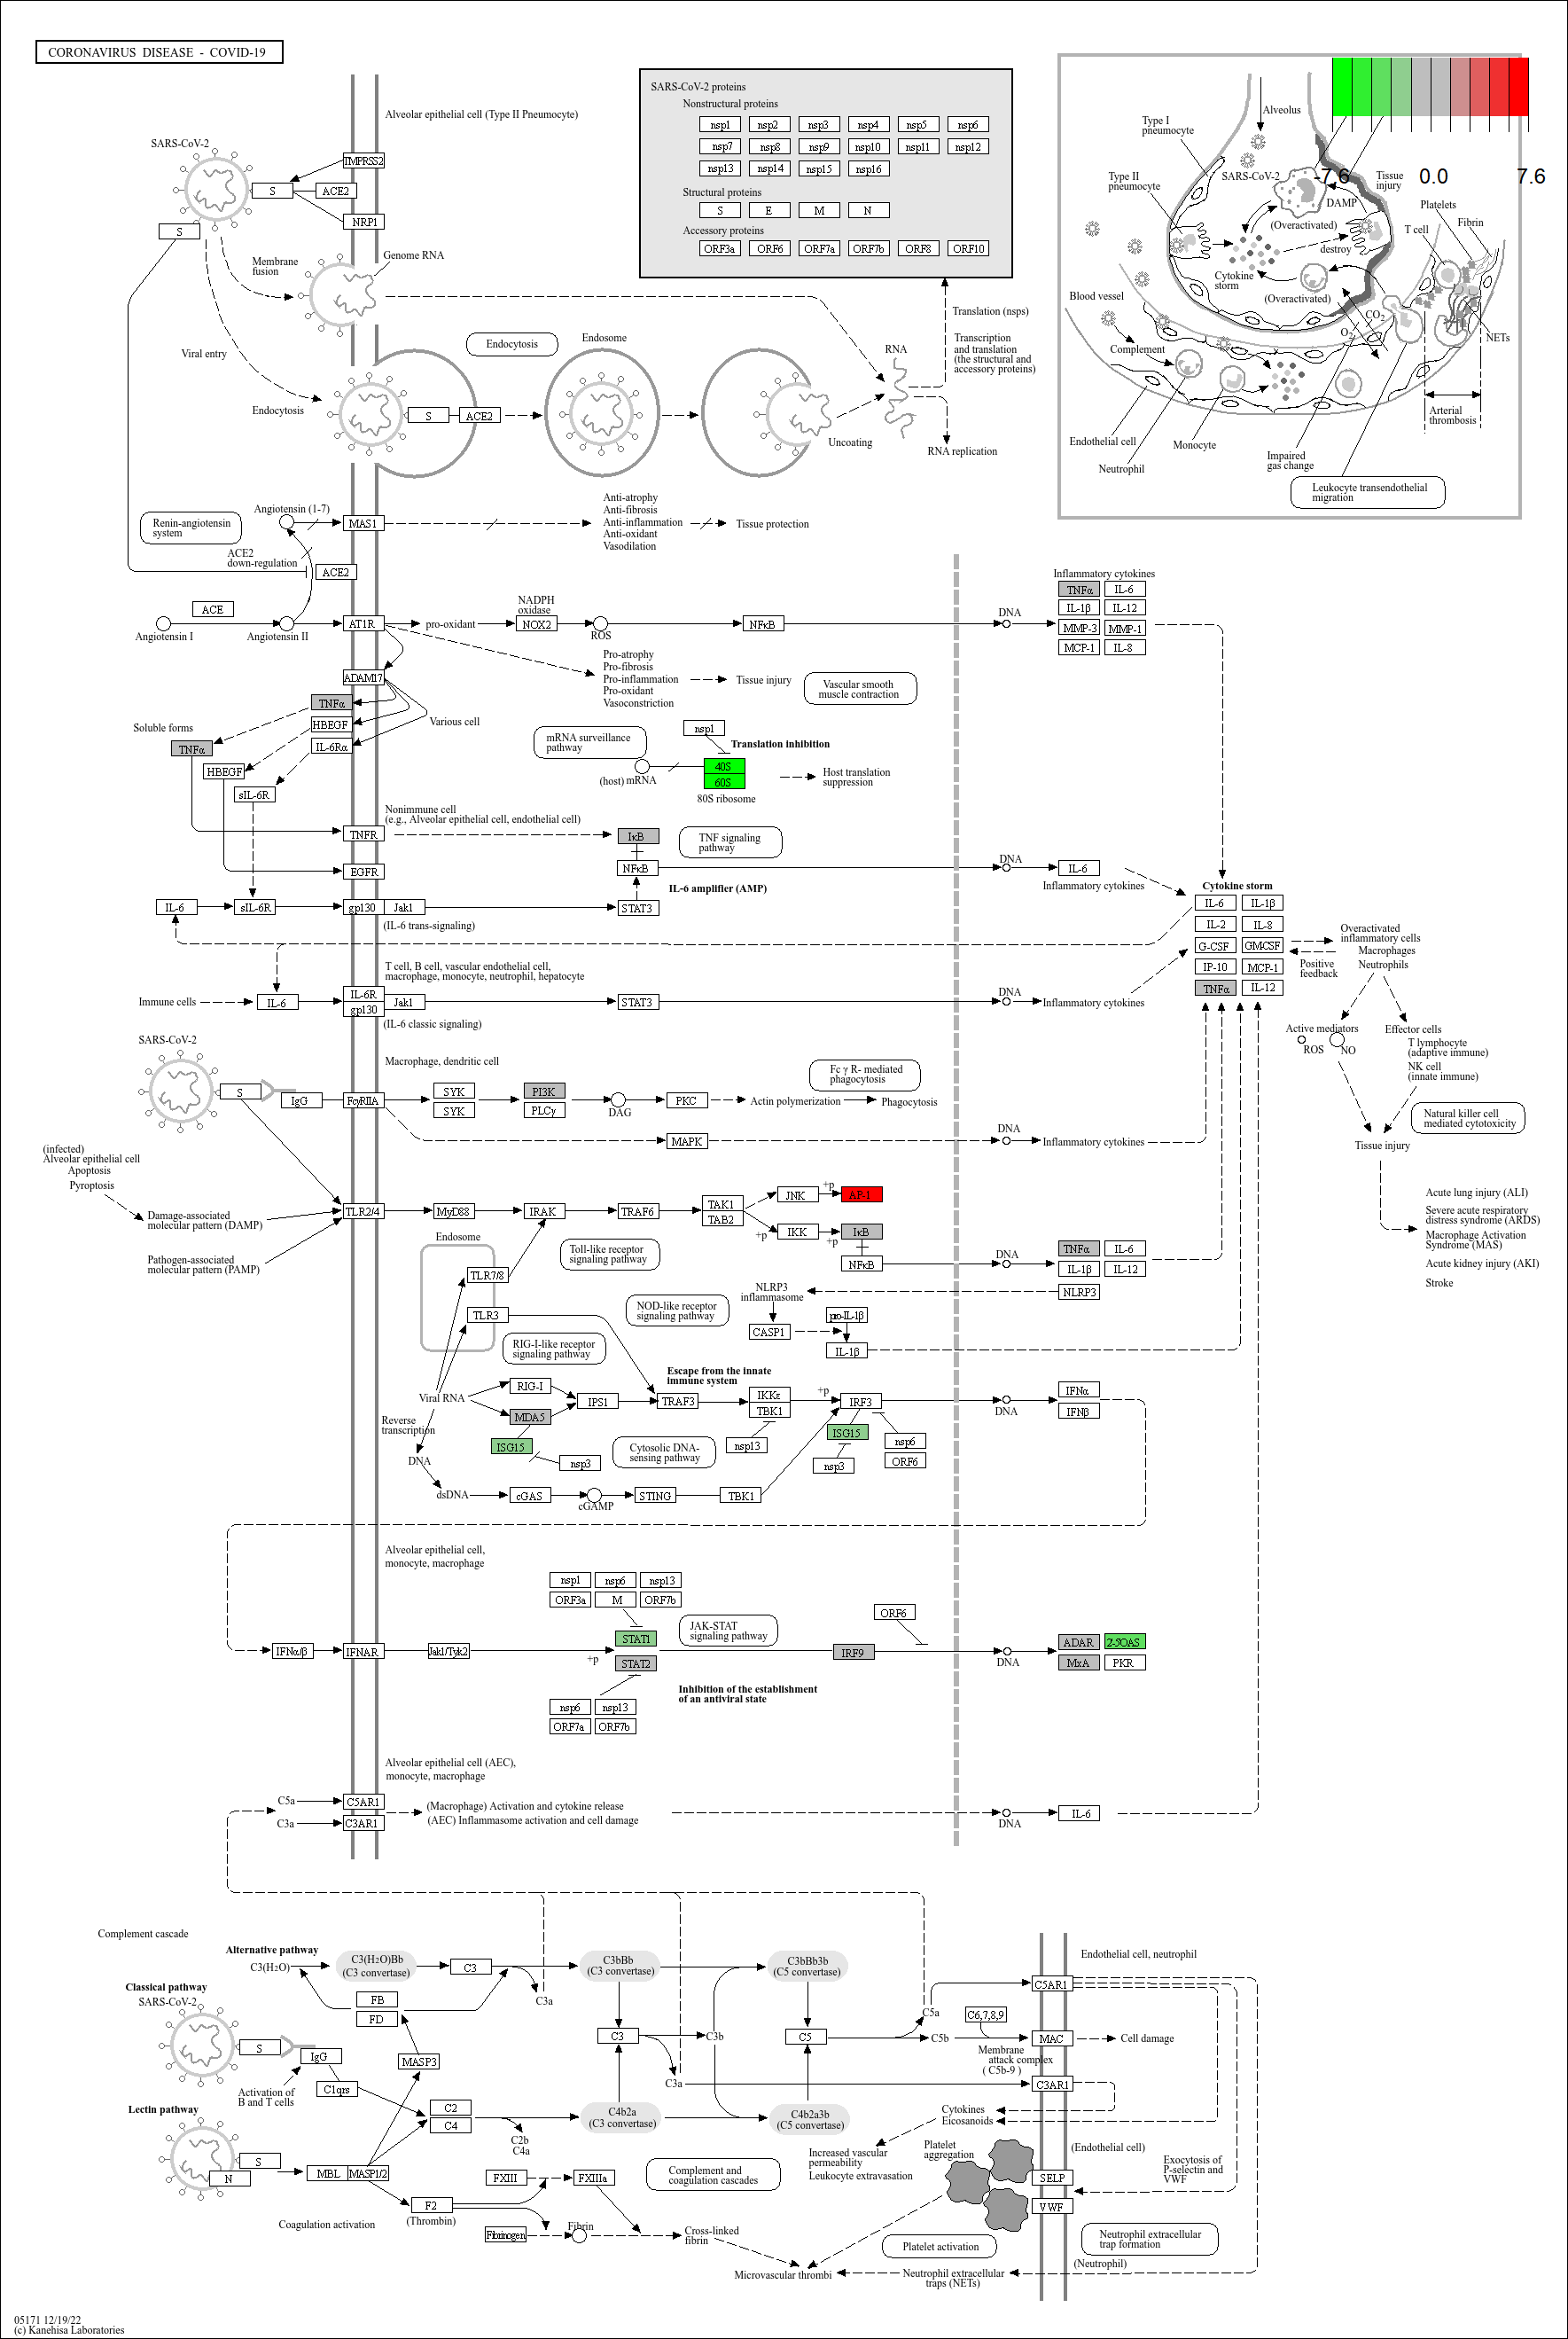 CORONAVIRUS DISEASE - COVID-19
Alveolar epithelial cell (Type II Pneumocyte)
SARS-CoV-2
TMPRSS2
S
ACE2
NRP1
S
Membrane
fusion
Genome RNA
Viral entry
Endocytosis
S
ACE2
Endocytosis
Endosome
Uncoating
RNA
RNA replication
Translation (nsps)
Transcription
and translation
(the structural and
accessory proteins)
SARS-CoV-2 proteins
Nonstructural proteins
nsp1 nsp2 nsp3 nsp4 nsp5 nsp6
nsp7 nsp8 nsp9 nsp10 nsp11 nsp12
nsp13 nsp14 nsp15 nsp16
Structural proteins
S E M N
Accessory proteins
ORF3a ORF6 ORF7a ORF7b ORF8 ORF10
-7.6 0.0 7.6
Alveolus
Type I
pneumocyte
Type II
pneumocyte
SARS-CoV-2
Tissue
injury
DAMP
(Overactivated)
destroy
Cytokine
storm
(Overactivated)
Platelets
Fibrin
T cell
Blood vessel
Complement
CO2
O2
NETs
Arterial
thrombosis
Endothelial cell
Neutrophil
Monocyte
Impaired
gas change
Leukocyte transendothelial
migration
Renin-angiotensin
system
Angiotensin (1-7)
MAS1
Anti-atrophy
Anti-fibrosis
Anti-inflammation
Anti-oxidant
Vasodilation
Tissue protection
ACE2
down-regulation
ACE2
ACE
Angiotensin I
Angiotensin II
AT1R
pro-oxidant
NADPH
oxidase
NOX2
ROS
NFκB
DNA
Inflammatory cytokines
TNFα IL-6
IL-1β IL-12
MMP-3 MMP-1
MCP-1 IL-8
Pro-atrophy
Pro-fibrosis
Pro-inflammation
Pro-oxidant
Vasoconstriction
Tissue injury
Vascular smooth
muscle contraction
ADAM17
TNFα
HBEGF
IL-6Rα
Various cell
Soluble forms
TNFα
HBEGF
sIL-6R
mRNA surveillance
pathway
nsp1
Translation inhibition
(host) mRNA
40S
60S
80S ribosome
Host translation
suppression
Nonimmune cell
(e.g., Alveolar epithelial cell, endothelial cell)
TNFR
EGFR
IκB
NFκB
STAT3
TNF signaling
pathway
IL-6 amplifier (AMP)
DNA
IL-6
Inflammatory cytokines
IL-6
sIL-6R
gp130
Jak1
(IL-6 trans-signaling)
Cytokine storm
IL-6 IL-1β
IL-2 IL-8
G-CSF GMCSF
IP-10 MCP-1
TNFα IL-12
Positive
feedback
Overactivated
inflammatory cells
Macrophages
Neutrophils
T cell, B cell, vascular endothelial cell,
macrophage, monocyte, neutrophil, hepatocyte
Immune cells
IL-6
IL-6R
gp130
Jak1
(IL-6 classic signaling)
STAT3
DNA
Inflammatory cytokines
Active mediators
ROS
NO
Effector cells
T lymphocyte
(adaptive immune)
NK cell
(innate immune)
Natural killer cell
mediated cytotoxicity
Tissue injury
Acute lung injury (ALI)
Severe acute respiratory
distress syndrome (ARDS)
Macrophage Activation
Syndrome (MAS)
Acute kidney injury (AKI)
Stroke
SARS-CoV-2
Macrophage, dendritic cell
S
IgG
FcγRIIA
SYK
SYK
PI3K
PLCγ
DAG
PKC
Actin polymerization
Phagocytosis
Fc γ R- mediated
phagocytosis
MAPK
DNA
Inflammatory cytokines
(infected)
Alveolar epithelial cell
Apoptosis
Pyroptosis
Damage-associated
molecular pattern (DAMP)
Pathogen-associated
molecular pattern (PAMP)
TLR2/4
MyD88
IRAK
TRAF6
TAK1
TAB2
JNK
+p
AP-1
+p
IKK
+p
IκB
NFκB
DNA
TNFα IL-6
IL-1β IL-12
NLRP3
Endosome
TLR7/8
TLR3
Toll-like receptor
signaling pathway
NOD-like receptor
signaling pathway
NLRP3
inflammasome
CASP1
pro-IL-1β
IL-1β
RIG-I-like receptor
signaling pathway
Escape from the innate
immune system
Viral RNA
RIG-I
MDA5
IPS1
TRAF3
IKKε
TBK1
+p
IRF3
DNA
IFNα
IFNβ
Reverse
transcription
ISG15
nsp3
Cytosolic DNA-
sensing pathway
nsp13
ISG15
nsp3
nsp6
ORF6
DNA
dsDNA
cGAS
cGAMP
STING
TBK1
Alveolar epithelial cell,
monocyte, macrophage
nsp1 nsp6 nsp13
ORF3a M ORF7b
STAT1
STAT2
+p
JAK-STAT
signaling pathway
ORF6
IFNα/β
IFNAR
Jak1/Tyk2
IRF9
DNA
ADAR 2-5'OAS
MxA PKR
Inhibition of the establishment
of an antiviral state
nsp6 nsp13
ORF7a ORF7b
Alveolar epithelial cell (AEC),
monocyte, macrophage
C5a
C3a
C5AR1
C3AR1
(Macrophage) Activation and cytokine release
(AEC) Inflammasome activation and cell damage
DNA
IL-6
Complement cascade
Alternative pathway
C3(H2O)
C3(H2O)Bb
(C3 convertase)
C3
C3a
C3bBb
(C3 convertase)
C3bBb3b
(C5 convertase)
Endothelial cell, neutrophil
C5AR1
FB
FD
Classical pathway
SARS-CoV-2
S
IgG
C1qrs
Activation of
B and T cells
MASP3
C3
C3b
C3a
C5
C5a
C5b
C6,7,8,9
MAC
Cell damage
Membrane
attack complex
( C5b-9 )
C3AR1
Lectin pathway
S
N
MBL
MASP1/2
C2
C4
C2b
C4a
C4b2a
(C3 convertase)
C4b2a3b
(C5 convertase)
Cytokines
Eicosanoids
Increased vascular
permeability
Leukocyte extravasation
Platelet
aggregation
(Endothelial cell)
SELP
VWF
Exocytosis of
P-selectin and
VWF
Coagulation activation
F2
(Thrombin)
FXIII
FXIIIa
Fibrinogen
Fibrin
Cross-linked
fibrin
Complement and
coagulation cascades
Microvascular thrombi
Platelet activation
Neutrophil extracellular
traps (NETs)
Neutrophil extracellular
trap formation
(Neutrophil)
05171 12/19/22
(c) Kanehisa Laboratories